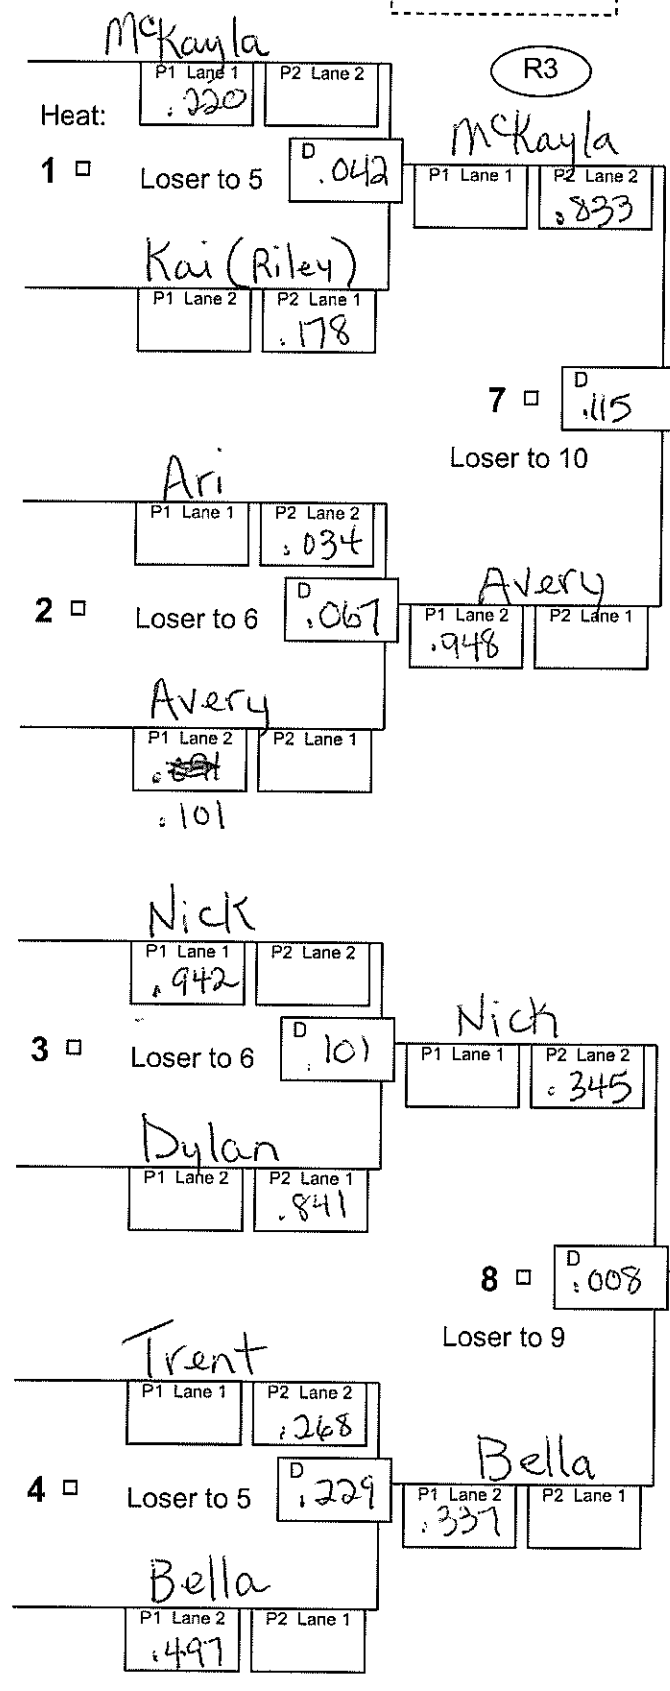 McKayla
R3
P1 Lane 1 P2 Lane 2
.220
Heat:
McKayla
1 Loser to 5 D .042
P1 Lane 1 P2 Lane 2
.833
Kai (Riley)
P1 Lane 2 P2 Lane 1
.178
7 D .115
Loser to 10
Ari
P1 Lane 1 P2 Lane 2
.034
2 Loser to 6 D .067
Avery
P1 Lane 2 P2 Lane 1
.948
Avery
P1 Lane 2 P2 Lane 1
.101
Nick
P1 Lane 1 P2 Lane 2
.942
Nick
3 Loser to 6 D .101
P1 Lane 1 P2 Lane 2
.345
Dylan
P1 Lane 2 P2 Lane 1
.841
8 D .008
Loser to 9
Trent
P1 Lane 1 P2 Lane 2
.268
Bella
4 Loser to 5 D .229
P1 Lane 2 P2 Lane 1
.337
Bella
P1 Lane 2 P2 Lane 1
.497